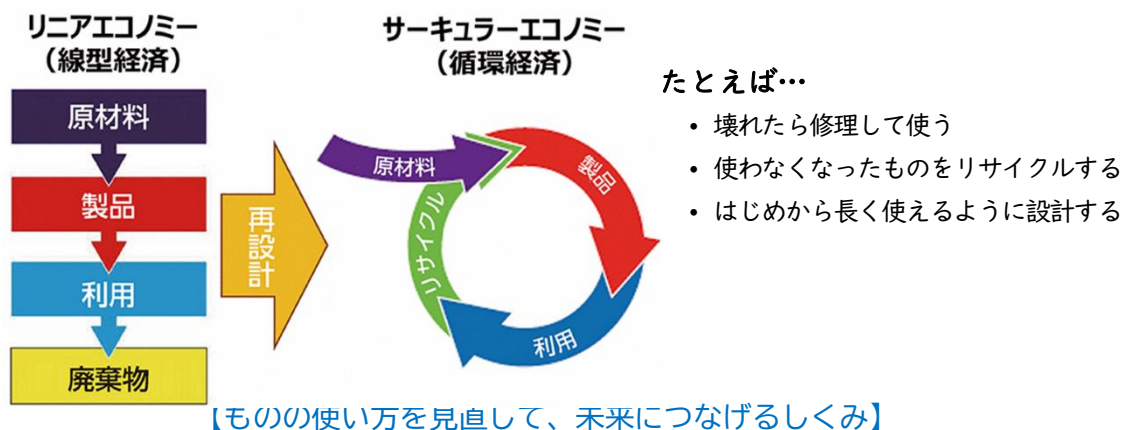 リニアエコノミー
（線型経済）
原材料
製品
利用
廃棄物
再設計
サーキュラーエコノミー
（循環経済）
原材料
製品
利用
リサイクル
たとえば…
• 壊れたら修理して使う
• 使わなくなったものをリサイクルする
• はじめから長く使えるように設計する
【ものの使い方を見直して、未来につなげるしくみ】